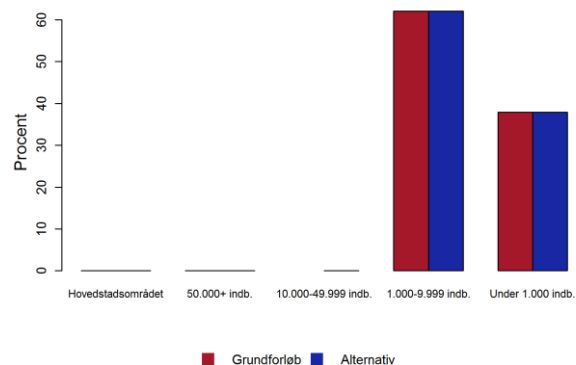 60
50
40
30
20
10
0
Procent
Hovedstadsområdet 50.000+ indb. 10.000-49.999 indb. 1.000-9.999 indb. Under 1.000 indb.
Grundforløb Alternativ